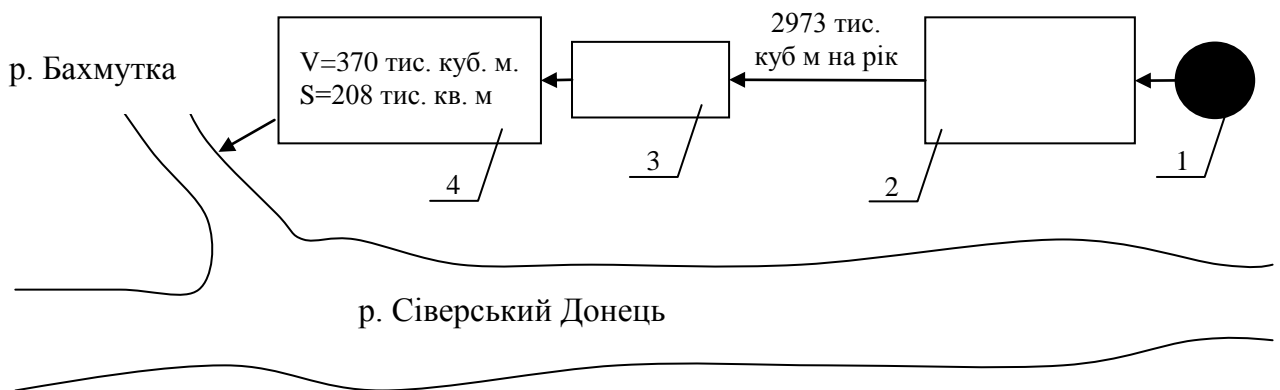 2973 тис.
куб м на рік
р. Бахмутка
V=370 тис. куб. м.
S=208 тис. кв. м
4
3
2
1
р. Сіверський Донець